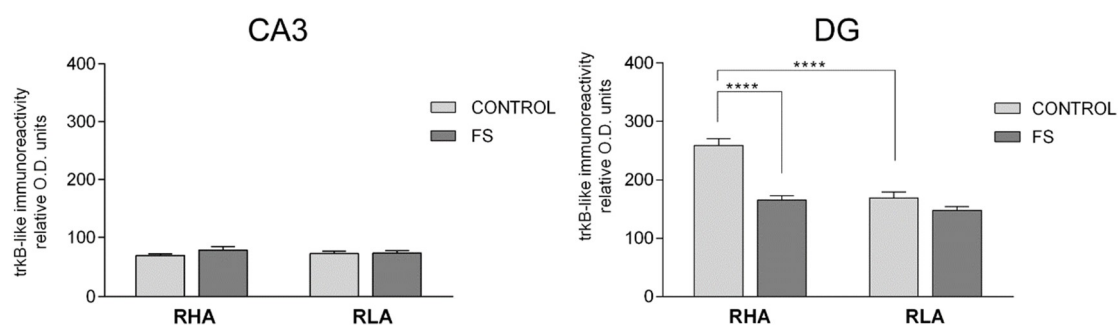 CA3
trkB-like immunoreactivity
relative O.D. units
400
300
200
100
0
RHA
RLA
CONTROL
FS
DG
trkB-like immunoreactivity
relative O.D. units
400
300
200
100
0
****
****
RHA
RLA
CONTROL
FS